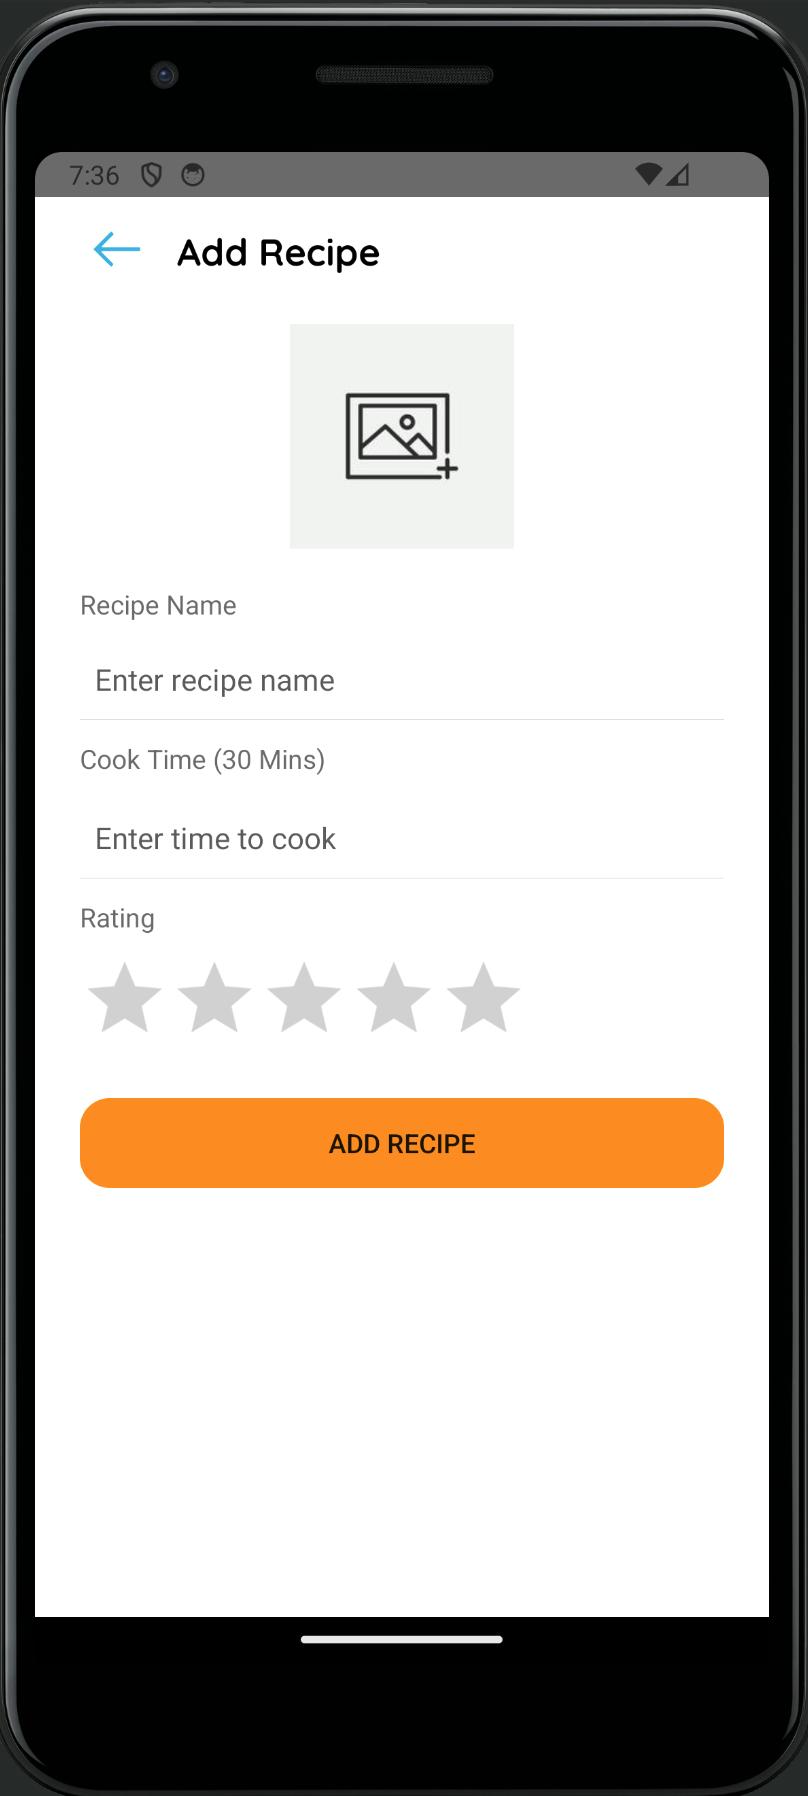 7:36
Add Recipe
Recipe Name
Enter recipe name
Cook Time (30 Mins)
Enter time to cook
Rating
ADD RECIPE